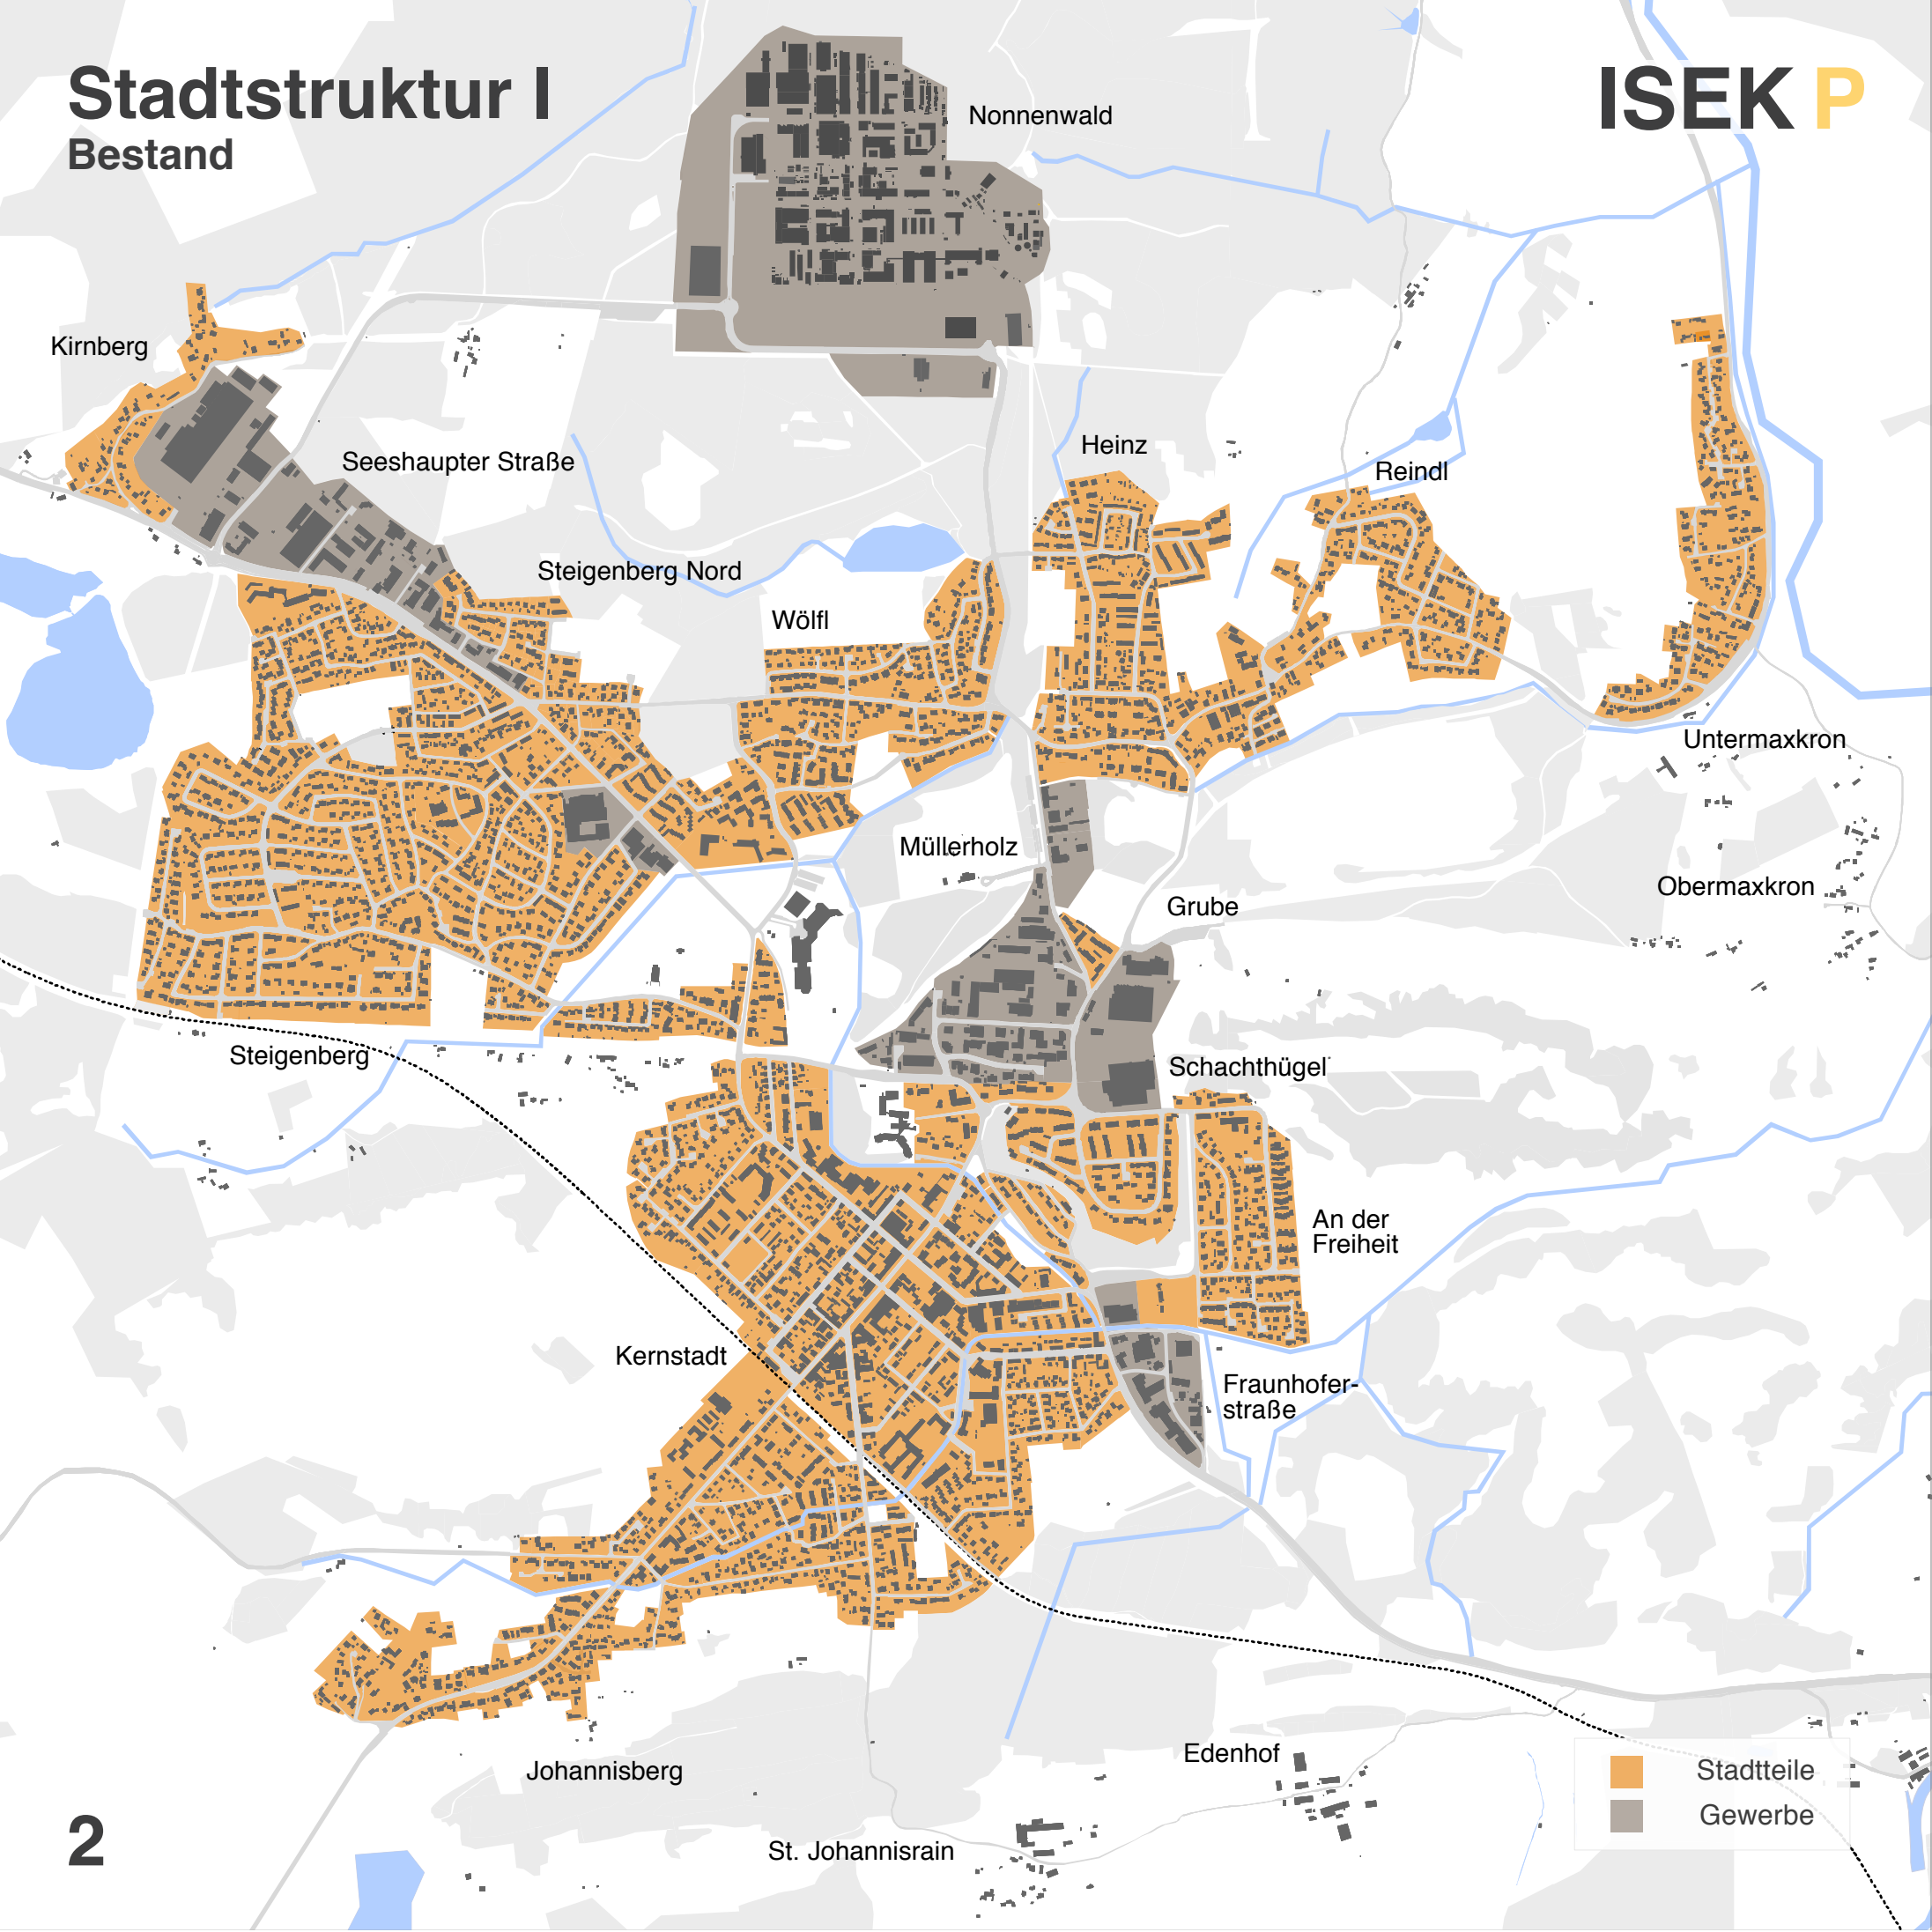 Stadtstruktur I
Bestand
ISEK P
Nonnenwald
Kirnberg
Seeshaupter Straße
Heinz
Reindl
Steigenberg Nord
Wölfl
Untermaxkron
Müllerholz
Obermaxkron
Grube
Steigenberg
Schachthügel
An der
Freiheit
Kernstadt
Fraunhofer-
straße
Johannisberg
Edenhof
St. Johannisrain
Stadtteile
Gewerbe
2